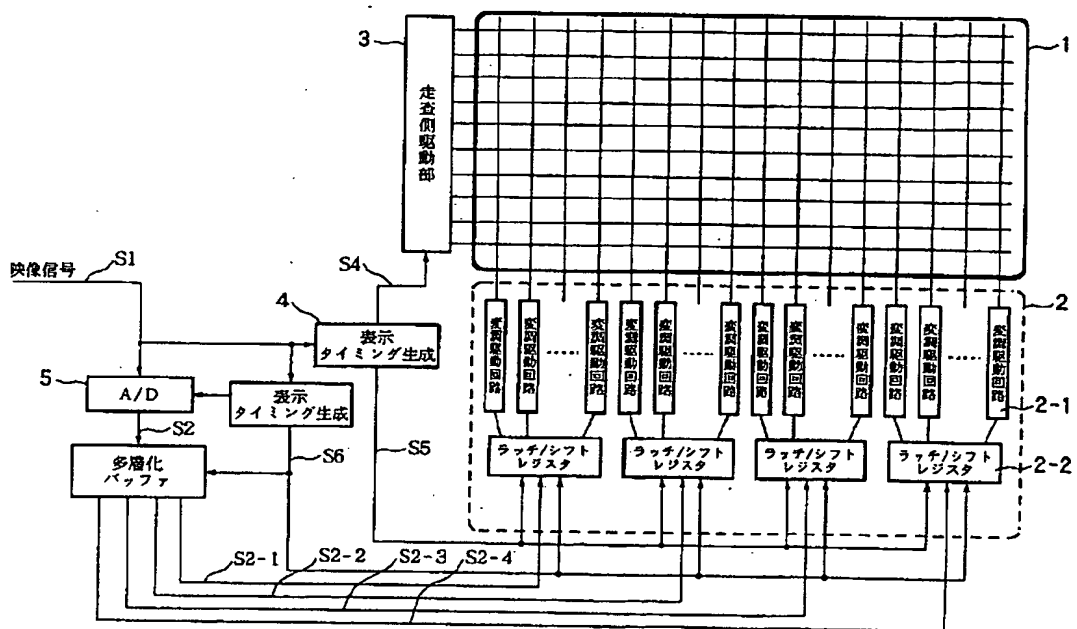 3
1
走査側駆動部
映像信号
S1
S4
4
表示
タイミング生成
2
変調駆動回路
変調駆動回路
変調駆動回路
変調駆動回路
変調駆動回路
変調駆動回路
変調駆動回路
変調駆動回路
変調駆動回路
変調駆動回路
変調駆動回路
変調駆動回路
2-1
5
A/D
表示
タイミング生成
S2
S6
S5
多層化
バッファ
ラッチ/シフト
レジスタ
ラッチ/シフト
レジスタ
ラッチ/シフト
レジスタ
ラッチ/シフト
レジスタ
2-2
S2-1
S2-2
S2-3
S2-4